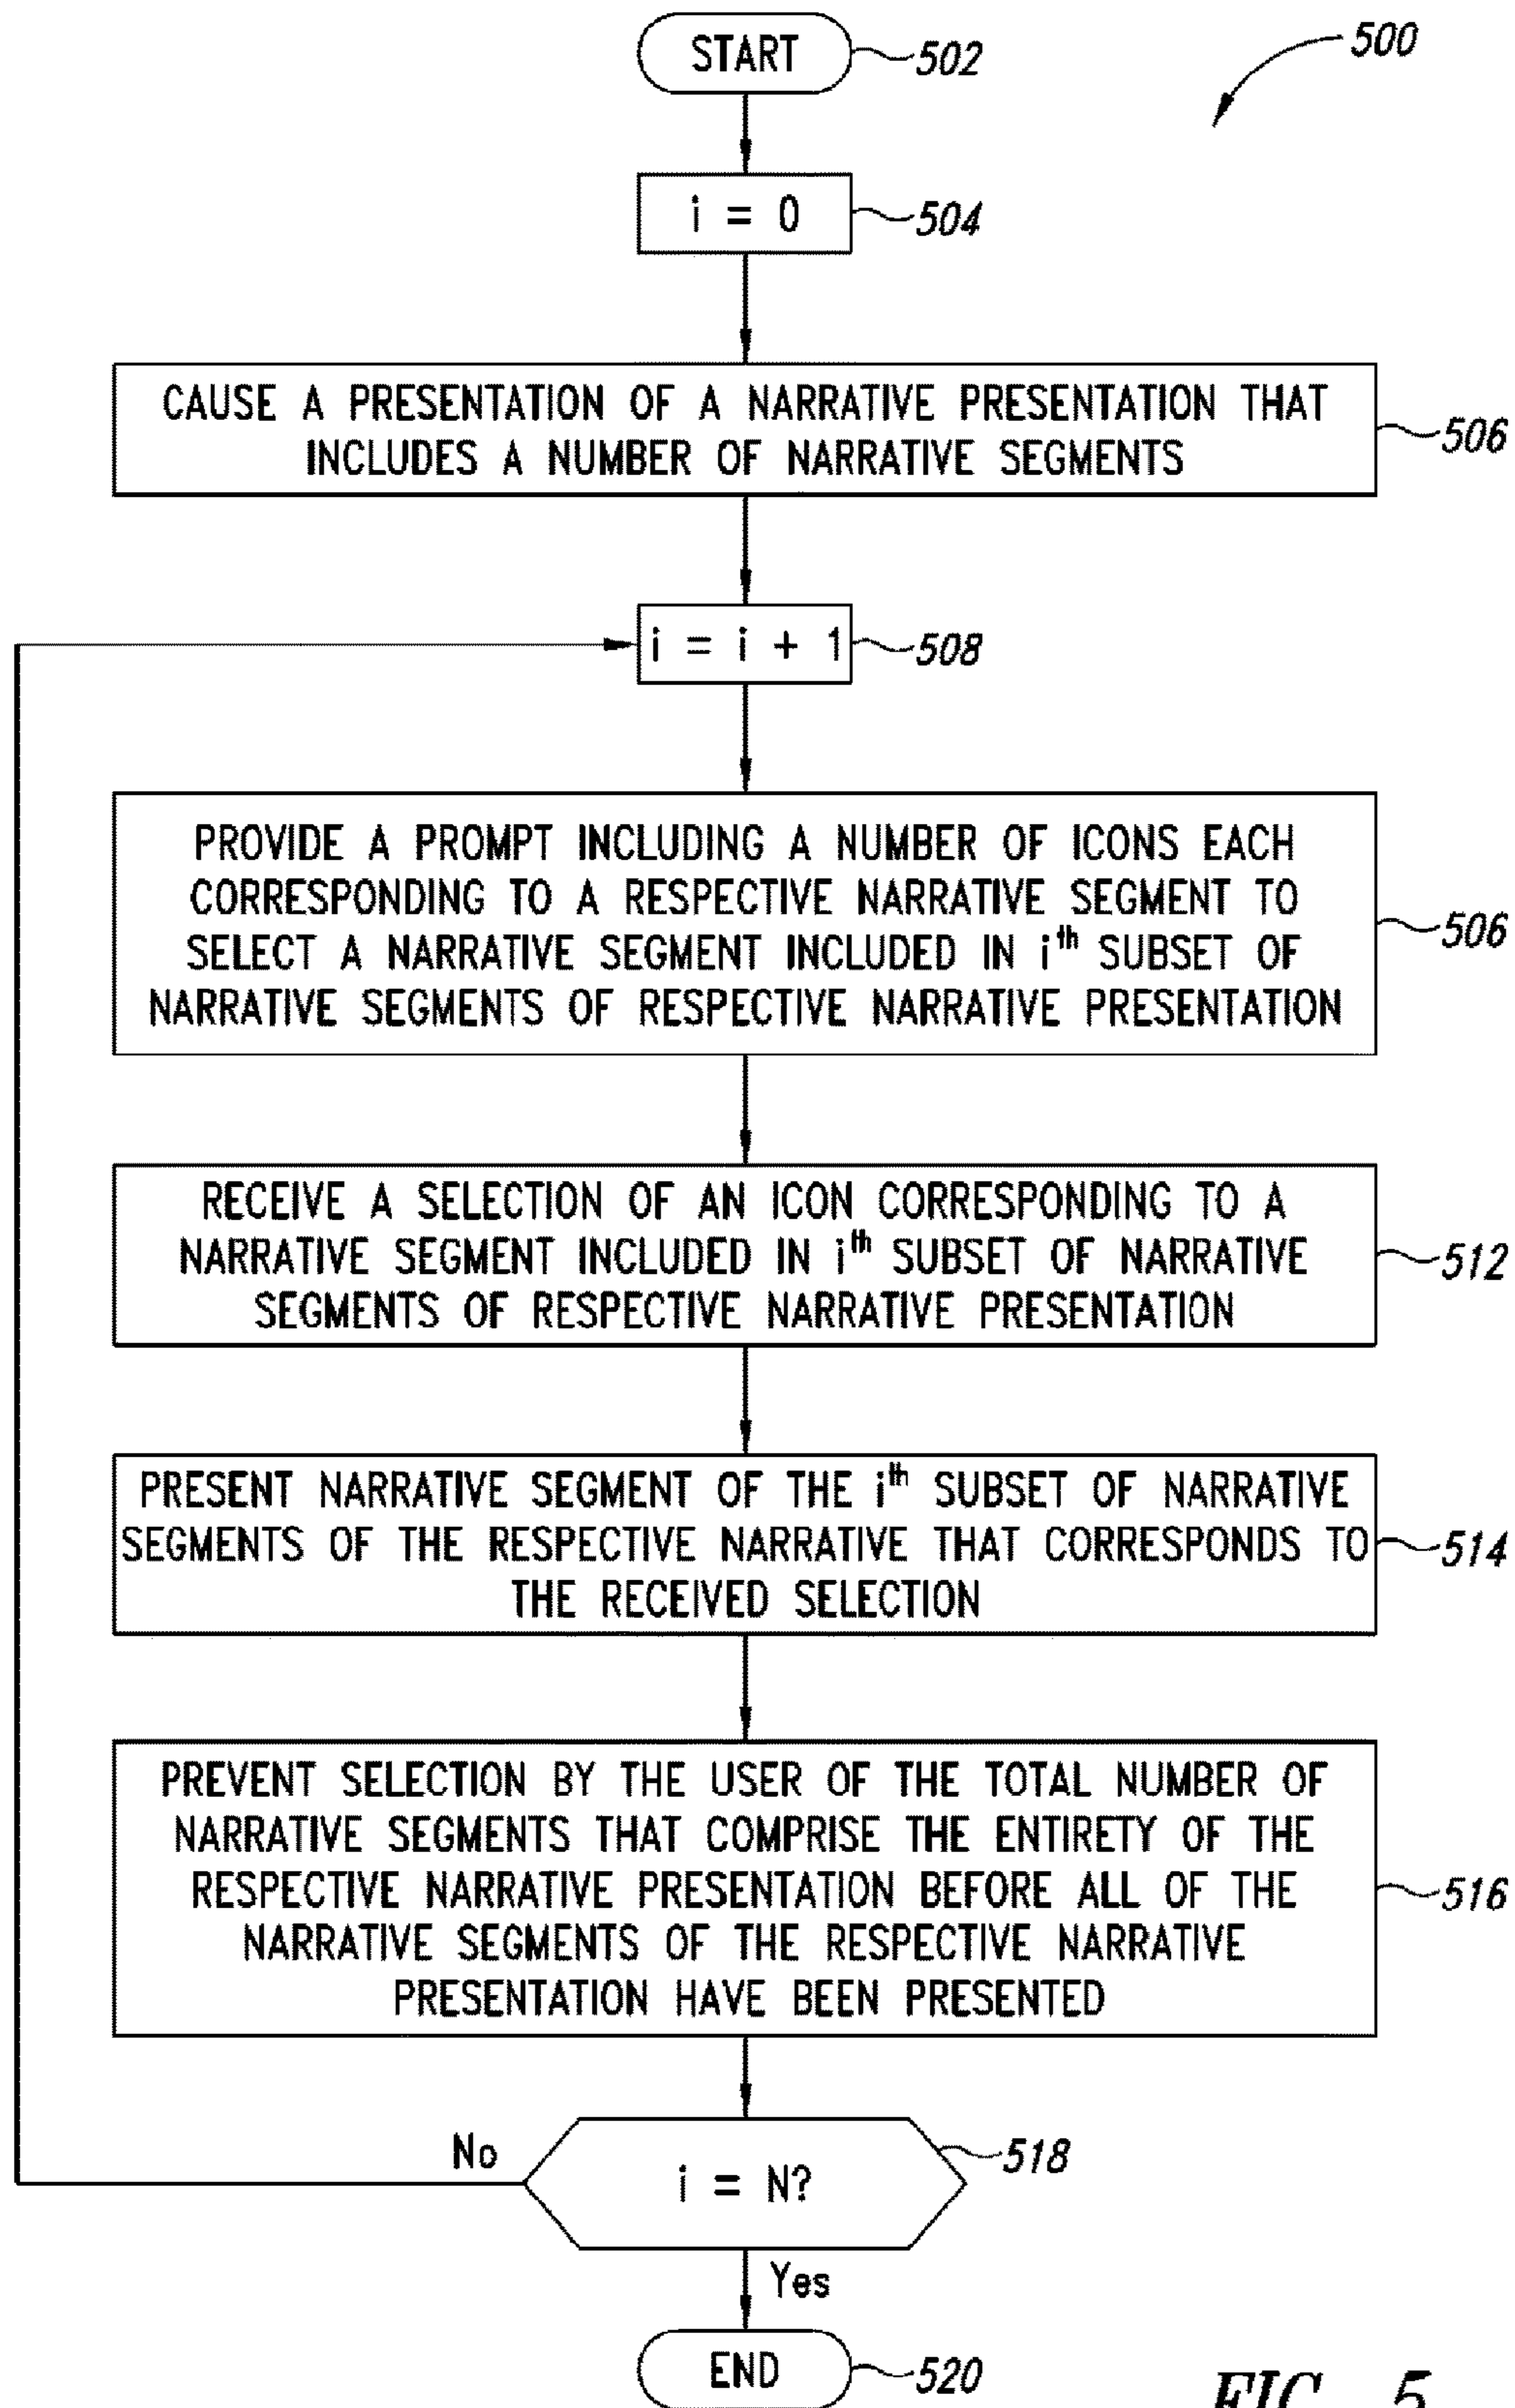 500
START
502
i = 0
504
CAUSE A PRESENTATION OF A NARRATIVE PRESENTATION THAT
INCLUDES A NUMBER OF NARRATIVE SEGMENTS
506
i = i + 1
508
PROVIDE A PROMPT INCLUDING A NUMBER OF ICONS EACH
CORRESPONDING TO A RESPECTIVE NARRATIVE SEGMENT TO
SELECT A NARRATIVE SEGMENT INCLUDED IN ith SUBSET OF
NARRATIVE SEGMENTS OF RESPECTIVE NARRATIVE PRESENTATION
506
RECEIVE A SELECTION OF AN ICON CORRESPONDING TO A
NARRATIVE SEGMENT INCLUDED IN ith SUBSET OF NARRATIVE
SEGMENTS OF RESPECTIVE NARRATIVE PRESENTATION
512
PRESENT NARRATIVE SEGMENT OF THE ith SUBSET OF NARRATIVE
SEGMENTS OF THE RESPECTIVE NARRATIVE THAT CORRESPONDS TO
THE RECEIVED SELECTION
514
PREVENT SELECTION BY THE USER OF THE TOTAL NUMBER OF
NARRATIVE SEGMENTS THAT COMPRISE THE ENTIRETY OF THE
RESPECTIVE NARRATIVE PRESENTATION BEFORE ALL OF THE
NARRATIVE SEGMENTS OF THE RESPECTIVE NARRATIVE
PRESENTATION HAVE BEEN PRESENTED
516
No
i = N?
518
Yes
END
520
FIG. 5